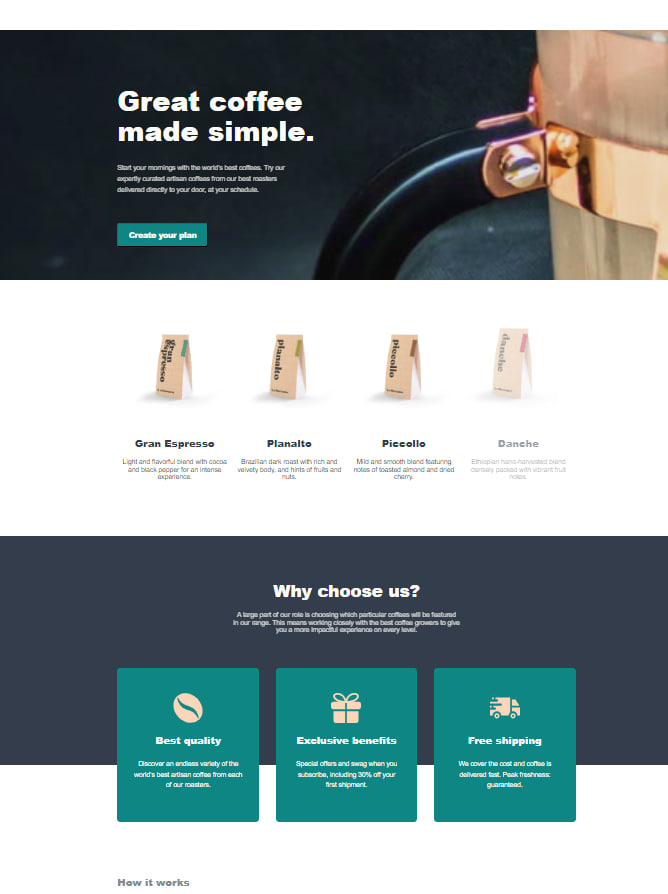 Great coffee
made simple.
Start your mornings with the world's best coffees. Try our
expertly curated artisan coffees from our best roasters
delivered directly to your door, at your schedule.
Create your plan
gran
espresso
planalto
piccollo
danche
Gran Espresso
Planalto
Piccollo
Danche
Light and flavorful blend with cocoa
and black pepper for an intense
experience.
Brazilian dark roast with rich and
velvety body, and hints of fruits and
nuts.
Mild and smooth blend featuring
notes of toasted almond and dried
cherry.
Ethiopian hand-harvested blend
densely packed with vibrant fruit
notes.
Why choose us?
A large part of our role is choosing which particular coffees will be featured
in our range. This means working closely with the best coffee growers to give
you a more impactful experience on every level.
Best quality
Discover an endless variety of the
world's best artisan coffee from each
of our roasters.
Exclusive benefits
Special offers and swag when you
subscribe, including 30% off your
first shipment.
Free shipping
We cover the cost and coffee is
delivered fast. Peak freshness:
guaranteed.
How it works